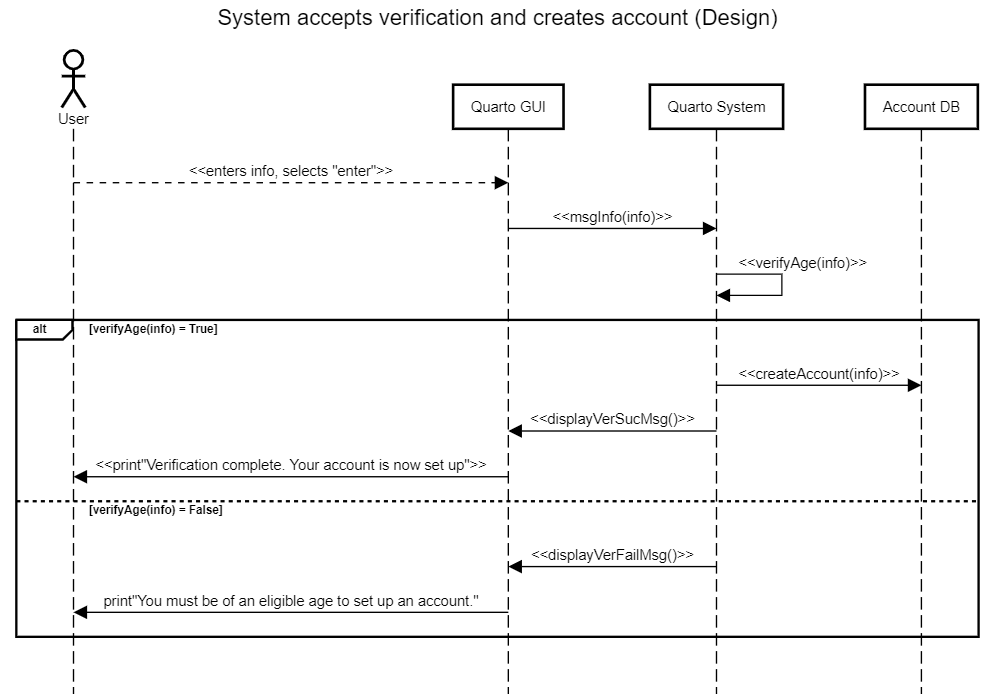 System accepts verification and creates account (Design)
User
Quarto GUI
Quarto System
Account DB
<<enters info, selects "enter">>
<<msgInfo(info)>>
<<verifyAge(info)>>
alt
[verifyAge(info) = True]
<<createAccount(info)>>
<<displayVerSucMsg()>>
<<print"Verification complete. Your account is now set up">>
[verifyAge(info) = False]
<<displayVerFailMsg()>>
print"You must be of an eligible age to set up an account."